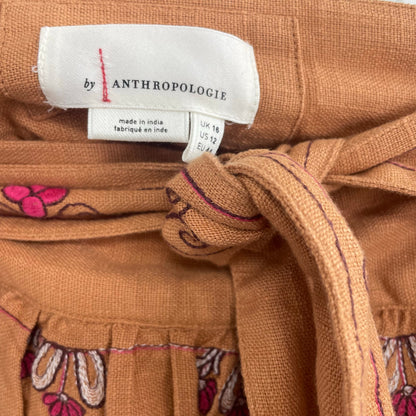 by ANTHROPOLOGIE
made in india
fabriqué en inde
UK 16
US 12